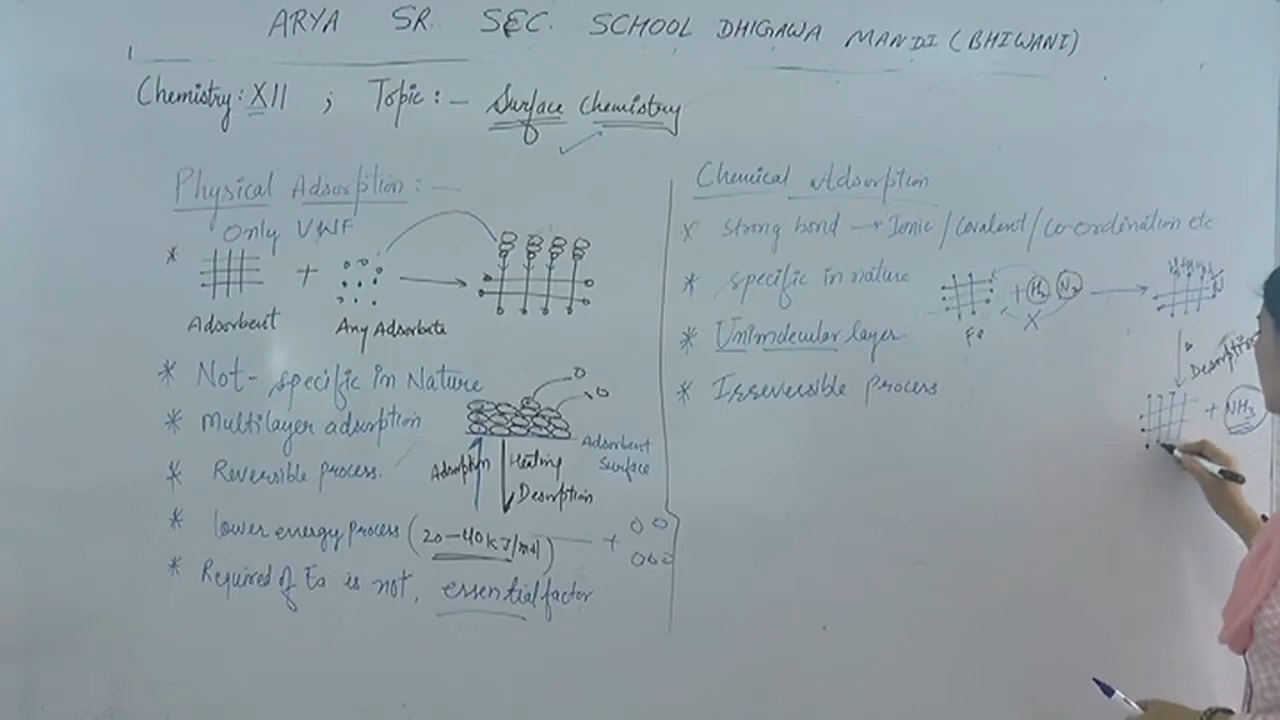 ARYA SR. SEC. SCHOOL DHIGAWA MANDI (BHIWANI)
Chemistry: XII ; Topic :- Surface Chemistry
Physical Adsorption :-
Only VWF
* + 
Adsorbent Any Adsorbate
* Not-specific in Nature
* Multilayer adsorption
Adsorbent Surface
* Reversible process.
Adsorption Heating
Desorption
* lower energy process (20-40 kJ/mol) +
* Required of Ea is not, essential factor
Chemical Adsorption
* Strong bond → Ionic / Covalent / Co-ordination etc
* specific in nature
+ H2 N2
Fe X
* Unimolecular layer
Desorption
* Irreversible process
+ NH3